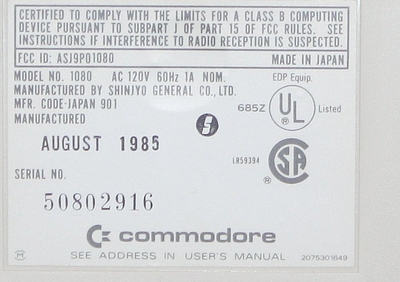 CERTIFIED TO COMPLY WITH THE LIMITS FOR A CLASS B COMPUTING
DEVICE PURSUANT TO SUBPART J OF PART 15 OF FCC RULES. SEE
INSTRUCTIONS IF INTERFERENCE TO RADIO RECEPTION IS SUSPECTED.
FCC ID: ASJ9P01080 MADE IN JAPAN
MODEL NO. 1080 AC 120V 60Hz 1A NOM.
EDP Equip.
MANUFACTURED BY SHINJYO GENERAL CO., LTD.
MFR. CODE-JAPAN 901
685Z UL Listed
MANUFACTURED
AUGUST 1985
S
LR59394 SA
SERIAL NO.
50802916
commodore
SEE ADDRESS IN USER'S MANUAL
2075301649